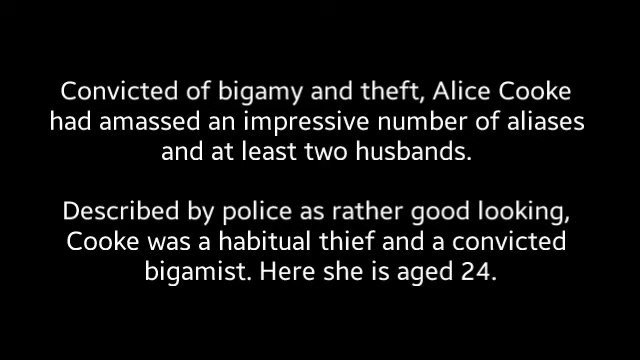 Convicted of bigamy and theft, Alice Cooke
had amassed an impressive number of aliases
and at least two husbands.
Described by police as rather good looking,
Cooke was a habitual thief and a convicted
bigamist. Here she is aged 24.